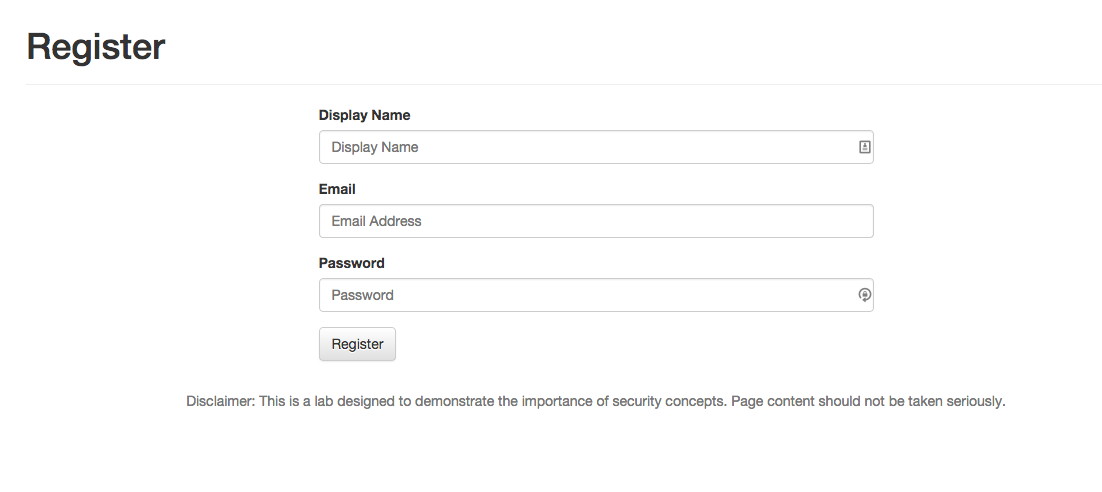 Register
Display Name
Display Name
Email
Email Address
Password
Password
Register
Disclaimer: This is a lab designed to demonstrate the importance of security concepts. Page content should not be taken seriously.